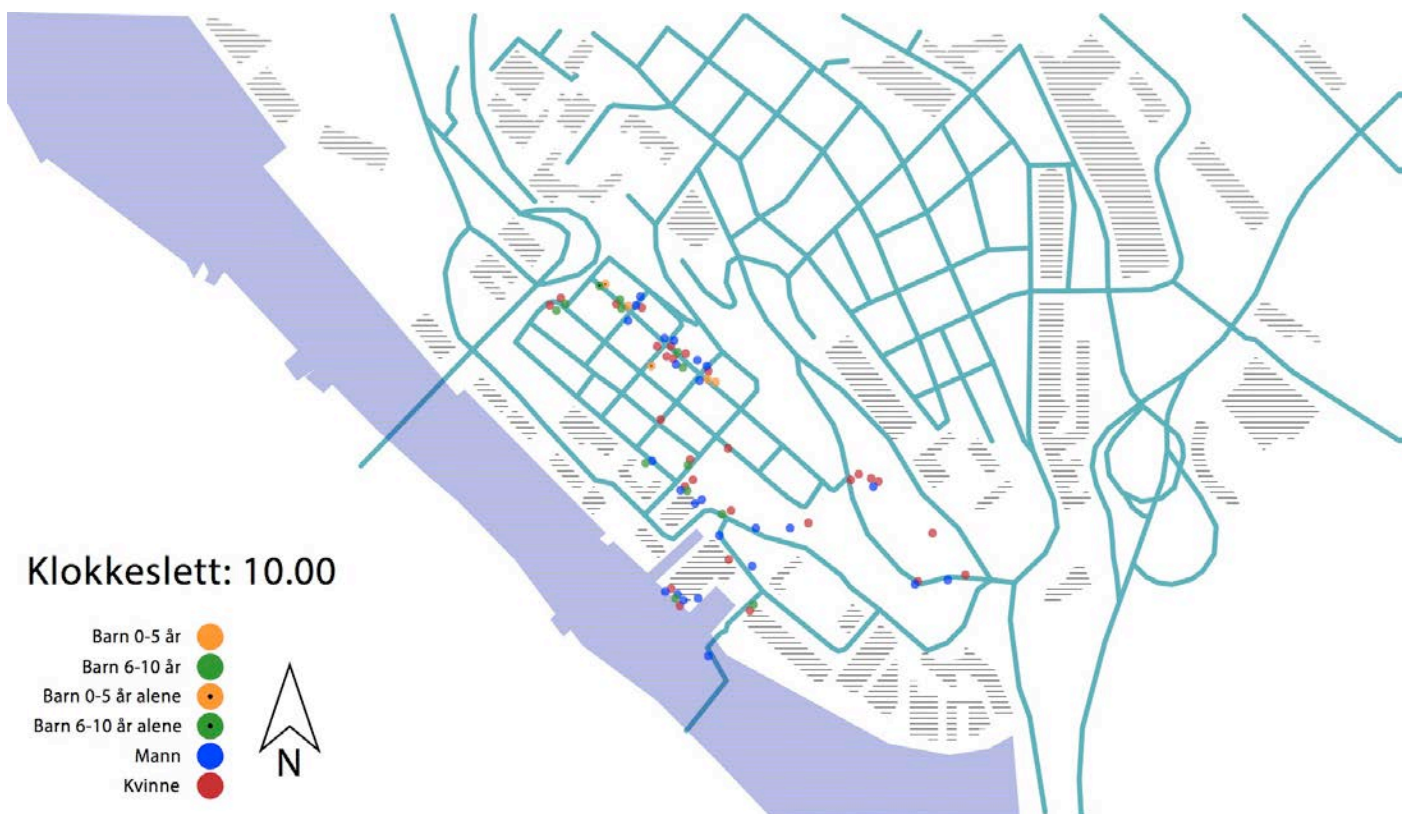 Klokkeslett: 10.00
Barn 0-5 år
Barn 6-10 år
Barn 0-5 år alene
Barn 6-10 år alene
Mann
Kvinne
N